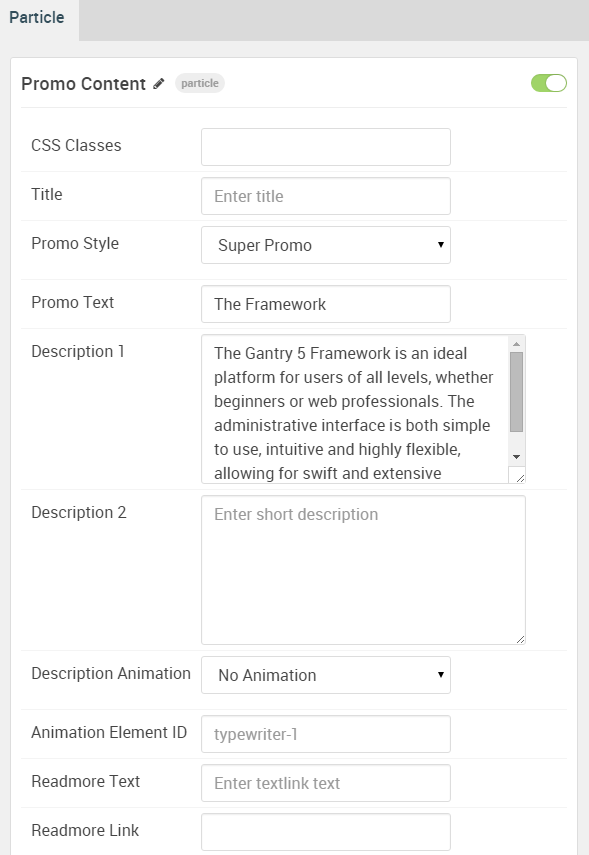 Particle
Promo Content particle
CSS Classes
Title Enter title
Promo Style Super Promo
Promo Text The Framework
Description 1 The Gantry 5 Framework is an ideal
platform for users of all levels, whether
beginners or web professionals. The
administrative interface is both simple
to use, intuitive and highly flexible,
allowing for swift and extensive
Description 2 Enter short description
Description Animation No Animation
Animation Element ID typewriter-1
Readmore Text Enter textlink text
Readmore Link